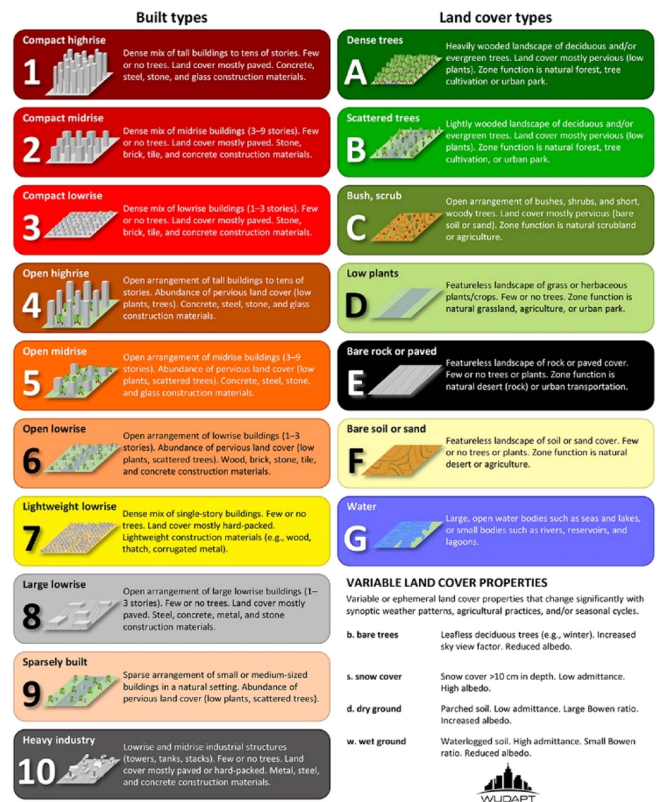 Built types
Compact highrise
1
Dense mix of tall buildings to tens of stories. Few
or no trees. Land cover mostly paved. Concrete,
steel, stone, and glass construction materials.
Compact midrise
2
Dense mix of midrise buildings (3–9 stories). Few
or no trees. Land cover mostly paved. Stone,
brick, tile, and concrete construction materials.
Compact lowrise
3
Dense mix of lowrise buildings (1–3 stories). Few
or no trees. Land cover mostly paved. Stone,
brick, tile, and concrete construction materials.
Open highrise
4
Open arrangement of tall buildings to tens of
stories. Abundance of pervious land cover (low
plants, trees). Concrete, steel, stone, and glass
construction materials.
Open midrise
5
Open arrangement of midrise buildings (3–9
stories). Abundance of pervious land cover (low
plants, scattered trees). Concrete, steel, stone,
and glass construction materials.
Open lowrise
6
Open arrangement of lowrise buildings (1–3
stories). Abundance of pervious land cover (low
plants, scattered trees). Wood, brick, stone, tile,
and concrete construction materials.
Lightweight lowrise
7
Dense mix of single-story buildings. Few or no
trees. Land cover mostly hard-packed.
Lightweight construction materials (e.g., wood,
thatch, corrugated metal).
Large lowrise
8
Open arrangement of large lowrise buildings (1–
3 stories). Few or no trees. Land cover mostly
paved. Steel, concrete, metal, and stone
construction materials.
Sparsely built
9
Sparse arrangement of small or medium-sized
buildings in a natural setting. Abundance of
pervious land cover (low plants, scattered trees).
Heavy industry
10
Lowrise and midrise industrial structures
(towers, tanks, stacks). Few or no trees. Land
cover mostly paved or hard-packed. Metal, steel,
and concrete construction materials.
Land cover types
Dense trees
A
Heavily wooded landscape of deciduous and/or
evergreen trees. Land cover mostly pervious (low
plants). Zone function is natural forest, tree
cultivation or urban park.
Scattered trees
B
Lightly wooded landscape of deciduous and/or
evergreen trees. Land cover mostly pervious (low
plants). Zone function is natural forest, tree
cultivation, or urban park.
Bush, scrub
C
Open arrangement of bushes, shrubs, and short,
woody trees. Land cover mostly pervious (bare
soil or sand). Zone function is natural scrubland
or agriculture.
Low plants
D
Featureless landscape of grass or herbaceous
plants/crops. Few or no trees. Zone function is
natural grassland, agriculture, or urban park.
Bare rock or paved
E
Featureless landscape of rock or paved cover.
Few or no trees or plants. Zone function is
natural desert (rock) or urban transportation.
Bare soil or sand
F
Featureless landscape of soil or sand cover. Few
or no trees or plants. Zone function is natural
desert or agriculture.
Water
G
Large, open water bodies such as seas and lakes,
or small bodies such as rivers, reservoirs, and
lagoons.
VARIABLE LAND COVER PROPERTIES
Variable or ephemeral land cover properties that change significantly with
synoptic weather patterns, agricultural practices, and/or seasonal cycles.
b. bare trees Leafless deciduous trees (e.g., winter). Increased
sky view factor. Reduced albedo.
s. snow cover Snow cover >10 cm in depth. Low admittance.
High albedo.
d. dry ground Parched soil. Low admittance. Large Bowen ratio.
Increased albedo.
w. wet ground Waterlogged soil. High admittance. Small Bowen
ratio. Reduced albedo.
WUDAPT